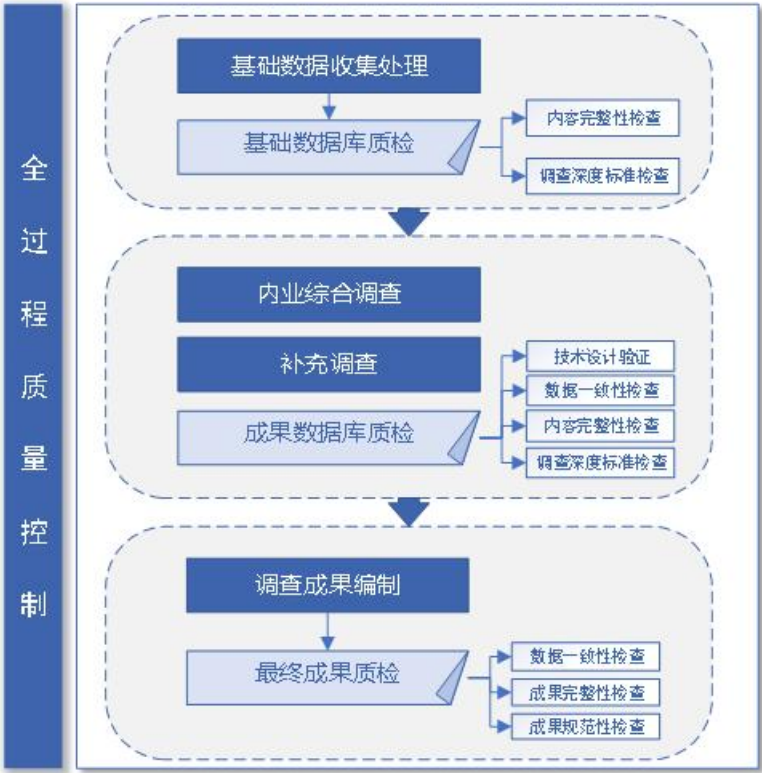 全过程质量控制
基础数据收集处理
基础数据库质检
内容完整性检查
调查深度标准检查
内业综合调查
补充调查
成果数据库质检
技术设计验证
数据一致性检查
内容完整性检查
调查深度标准检查
调查成果编制
最终成果质检
数据一致性检查
成果完整性检查
成果规范性检查